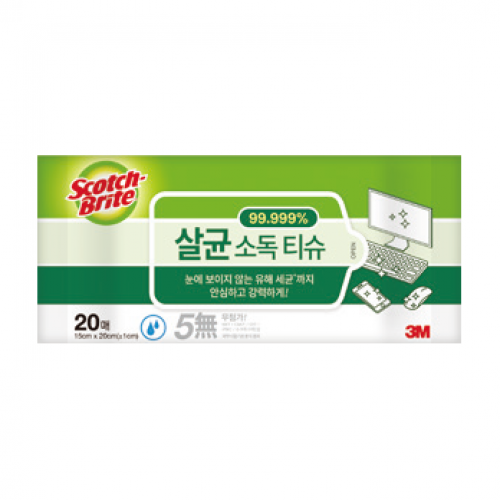 Scotch-
Brite
99.999%
살균 소독 티슈
OPEN
눈에 보이지 않는 유해 세균*까지
안심하고 강력하게!
20매
15cm x 20cm(±1cm)
5無
무첨가!
3M